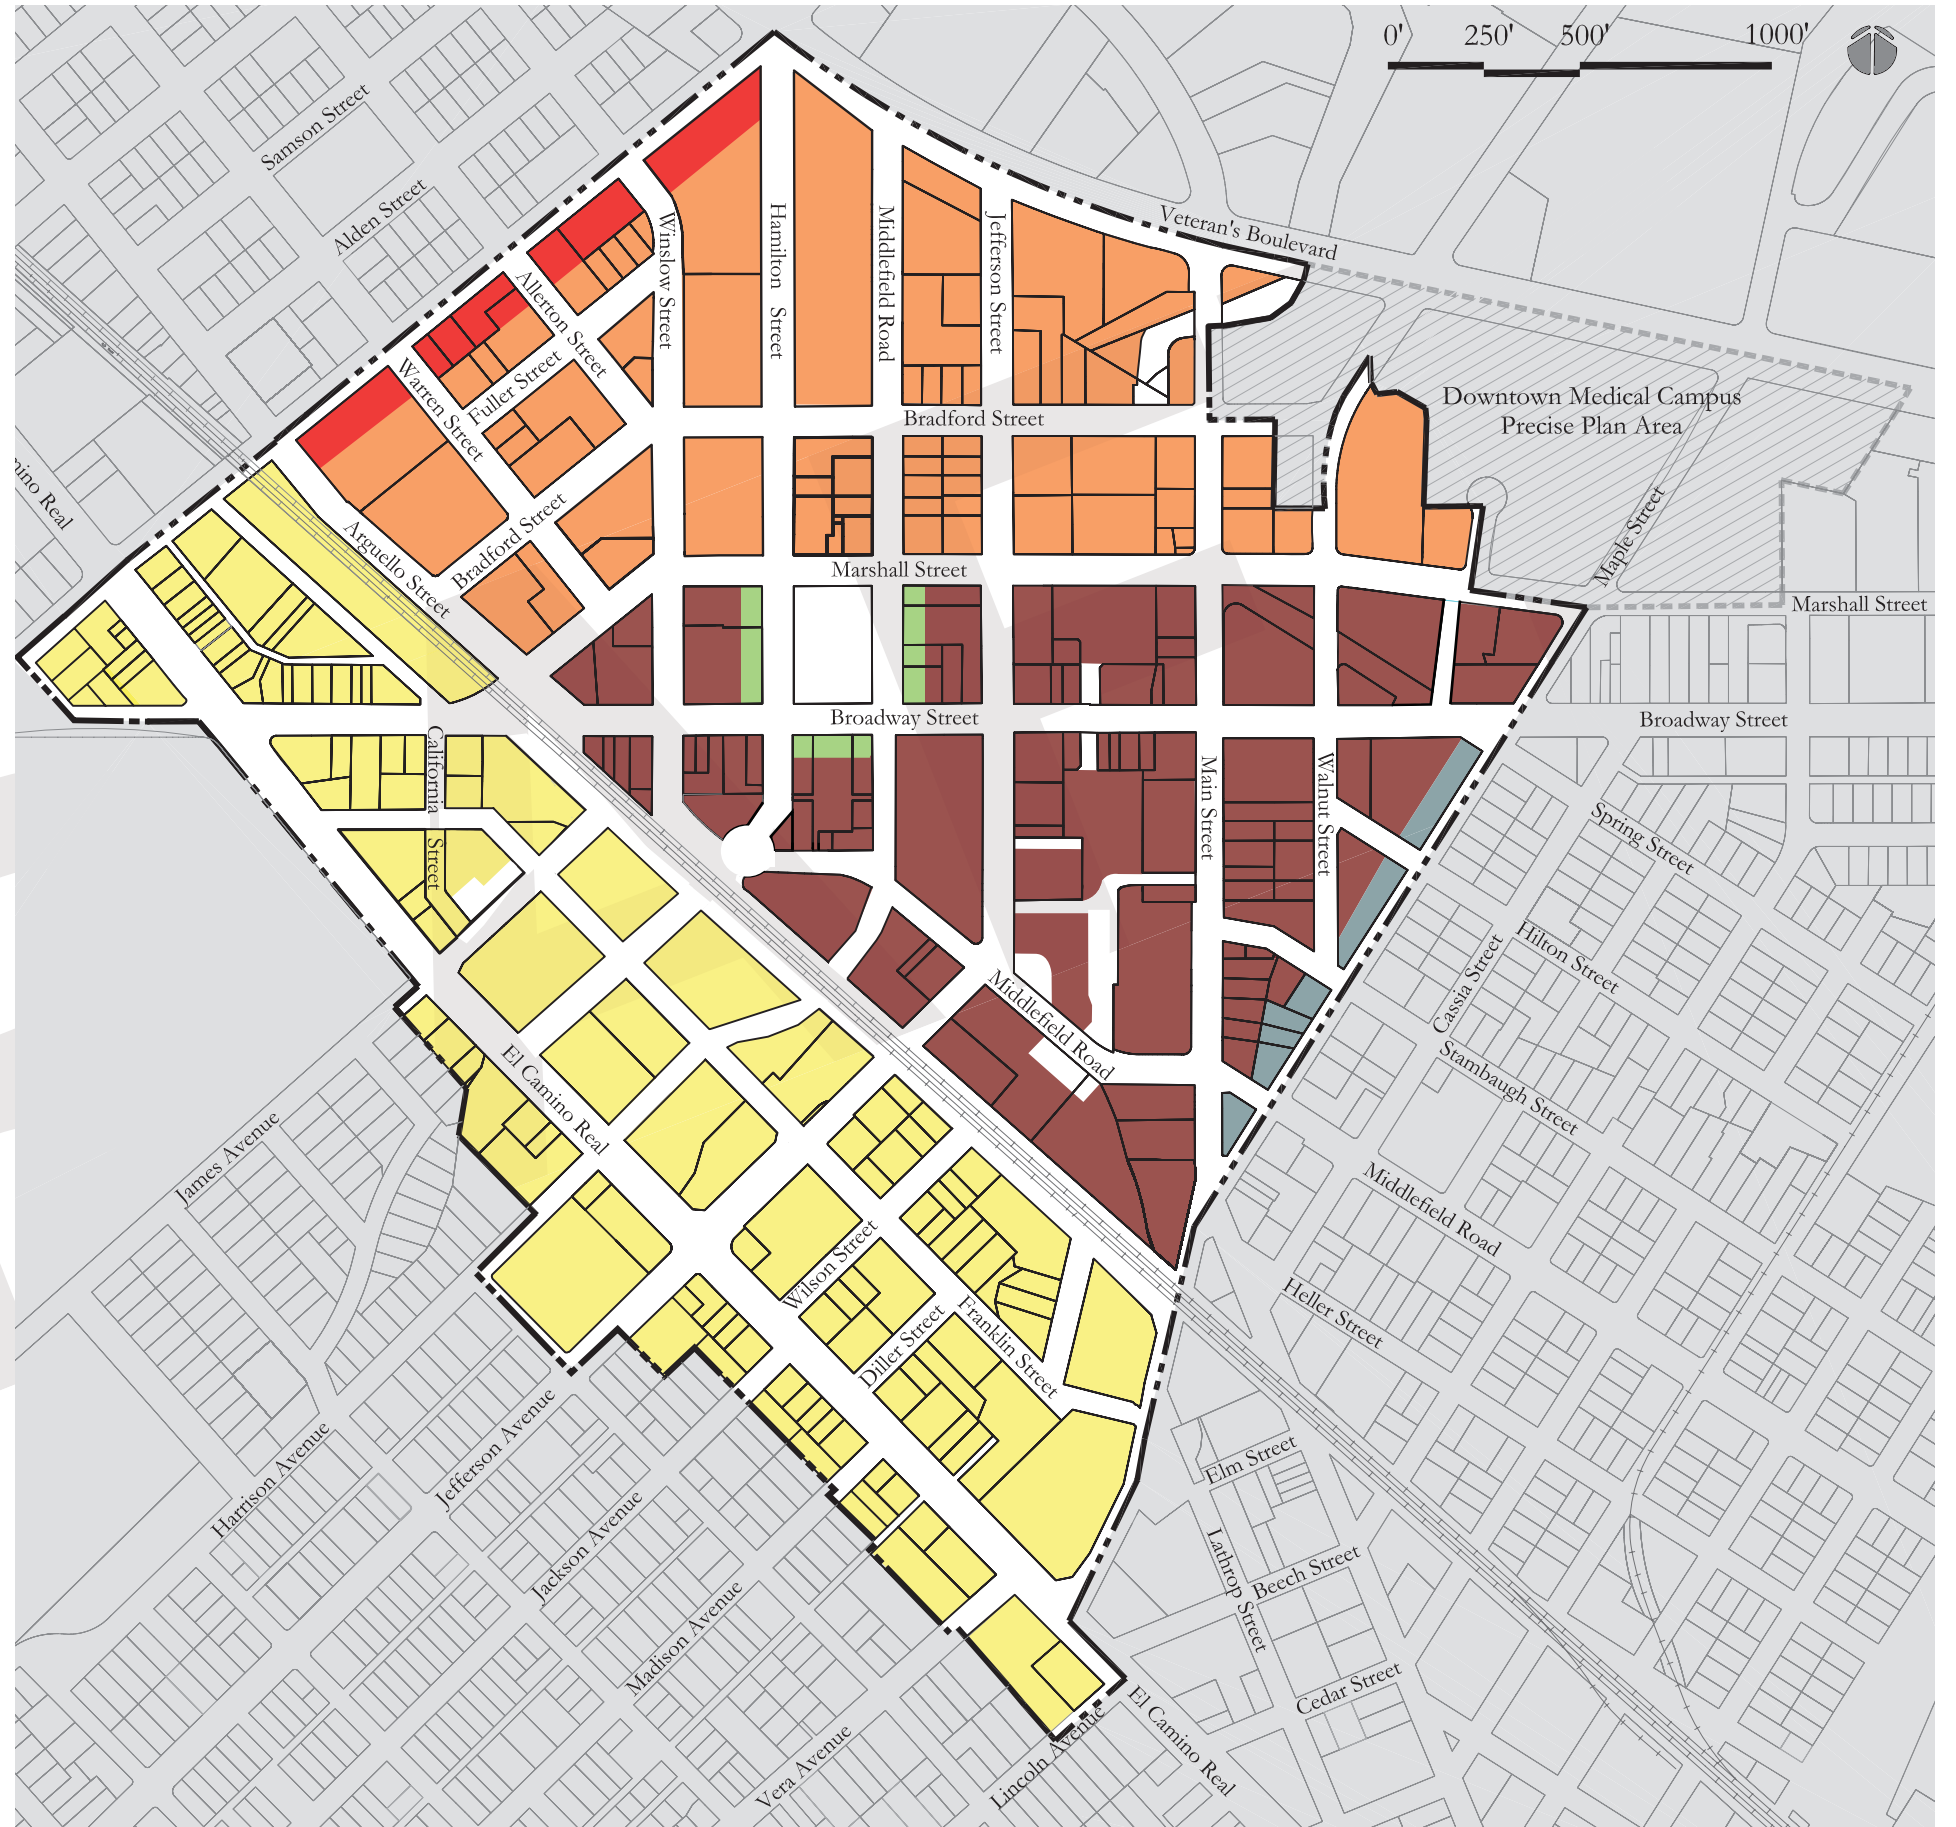 0' 250' 500' 1000'
Samson Street
Alden Street
Veteran's Boulevard
Winslow Street
Hamilton Street
Middlefield Road
Jefferson Street
Allerton Street
Fuller Street
Warren Street
Bradford Street
Downtown Medical Campus
Precise Plan Area
mino Real
Arguello Street
Bradford Street
Marshall Street
Maple Street
Marshall Street
Broadway Street
Broadway Street
California
Street
Main Street
Walnut Street
Spring Street
Hilton Street
Cassia Street
Middlefield Road
Stambaugh Street
El Camino Real
James Avenue
Middlefield Road
Wilson Street
Heller Street
Franklin Street
Diller Street
Jefferson Avenue
Harrison Avenue
Elm Street
Jackson Avenue
Lathrop Street
Beech Street
Madison Avenue
Cedar Street
Vera Avenue
Lincoln Avenue
El Camino Real